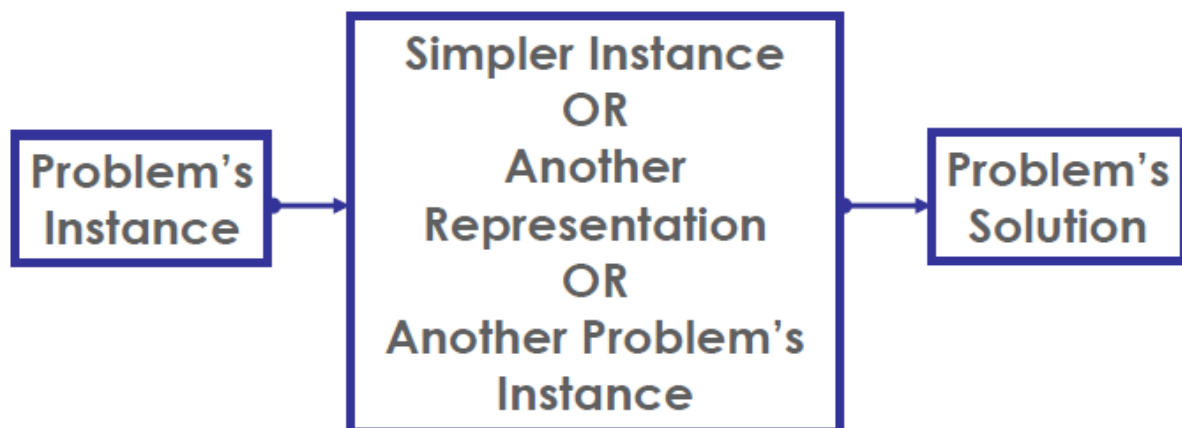 Problem’s
Instance
Simpler Instance
OR
Another
Representation
OR
Another Problem’s
Instance
Problem’s
Solution